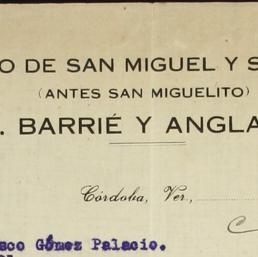 O DE SAN MIGUEL Y S
(ANTES SAN MIGUELITO)
. BARRIÉ Y ANGLA
Córdoba, Ver.,
sco Gómez Palacio.